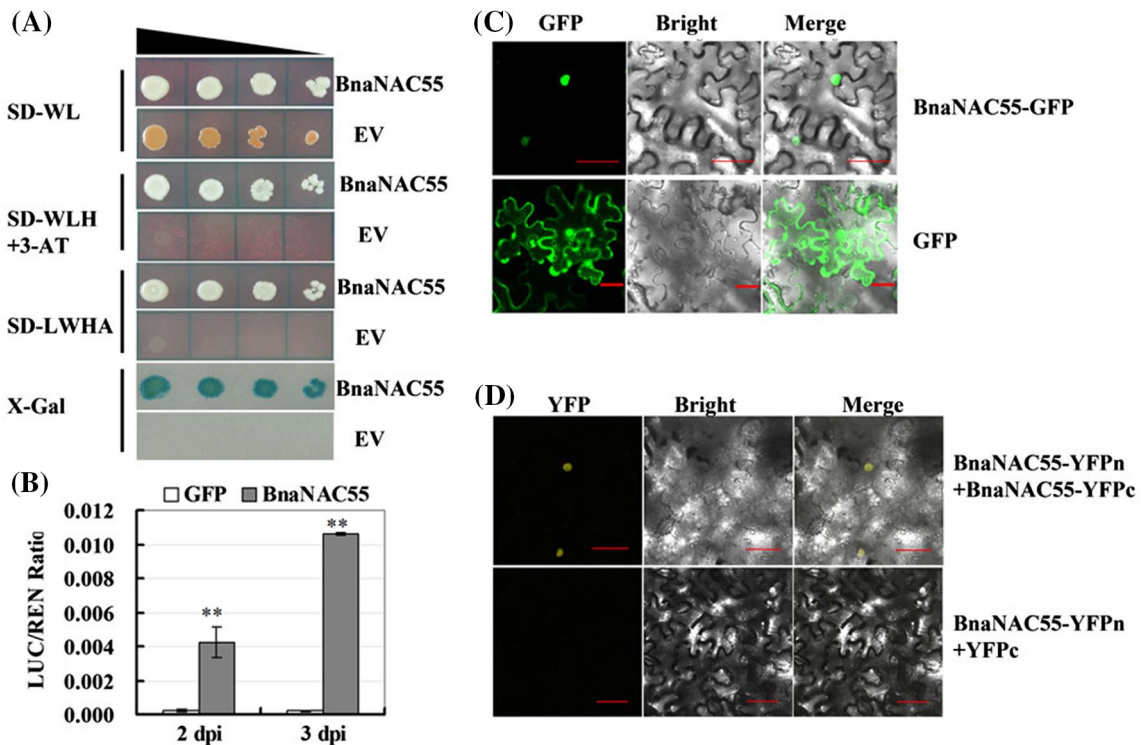 (A)
SD-WL
BnaNAC55
EV
SD-WLH
+3-AT
BnaNAC55
EV
SD-LWHA
BnaNAC55
EV
X-Gal
BnaNAC55
EV
(B)
GFP BnaNAC55
LUC/REN Ratio
0.012
0.010
0.008
0.006
0.004
0.002
0.000
**
**
2 dpi 3 dpi
(C)
GFP Bright Merge
BnaNAC55-GFP
GFP
(D)
YFP Bright Merge
BnaNAC55-YFPn
+BnaNAC55-YFPc
BnaNAC55-YFPn
+YFPc